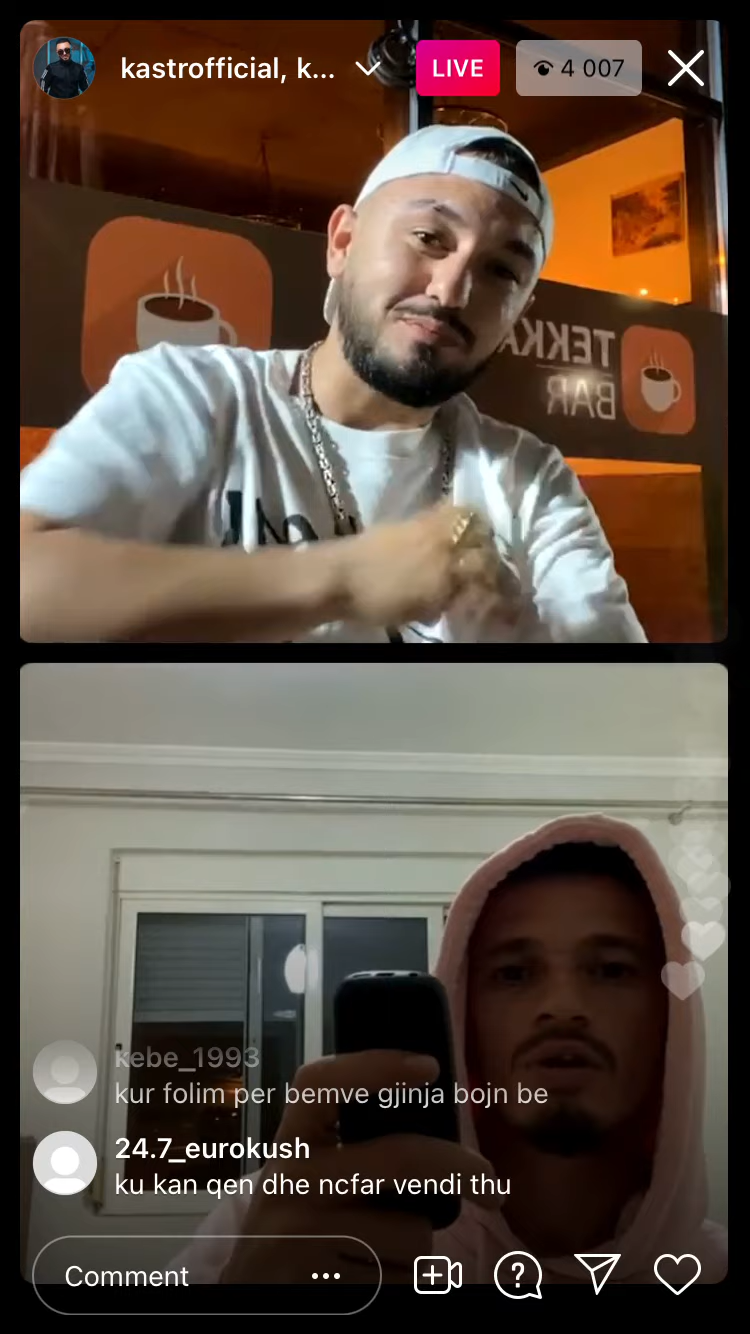 kastrofficial, k...
LIVE
4 007
TEKKA
BAR
kebe_1993
kur folim per bemve gjinja bojn be
24.7_eurokush
ku kan qen dhe ncfar vendi thu
Comment